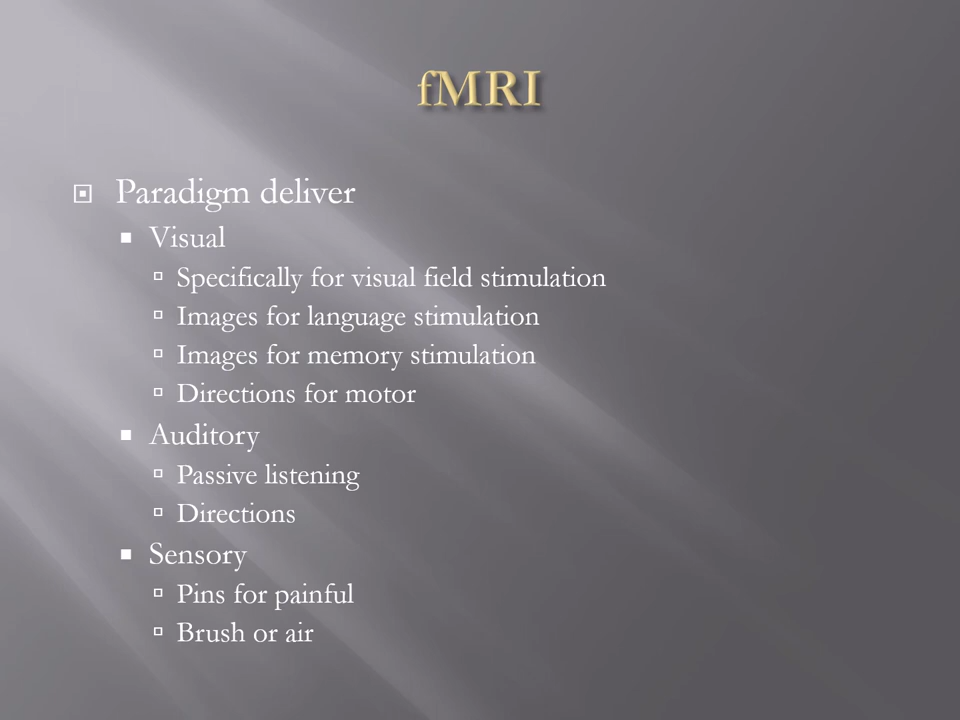 fMRI
Paradigm deliver
Visual
Specifically for visual field stimulation
Images for language stimulation
Images for memory stimulation
Directions for motor
Auditory
Passive listening
Directions
Sensory
Pins for painful
Brush or air